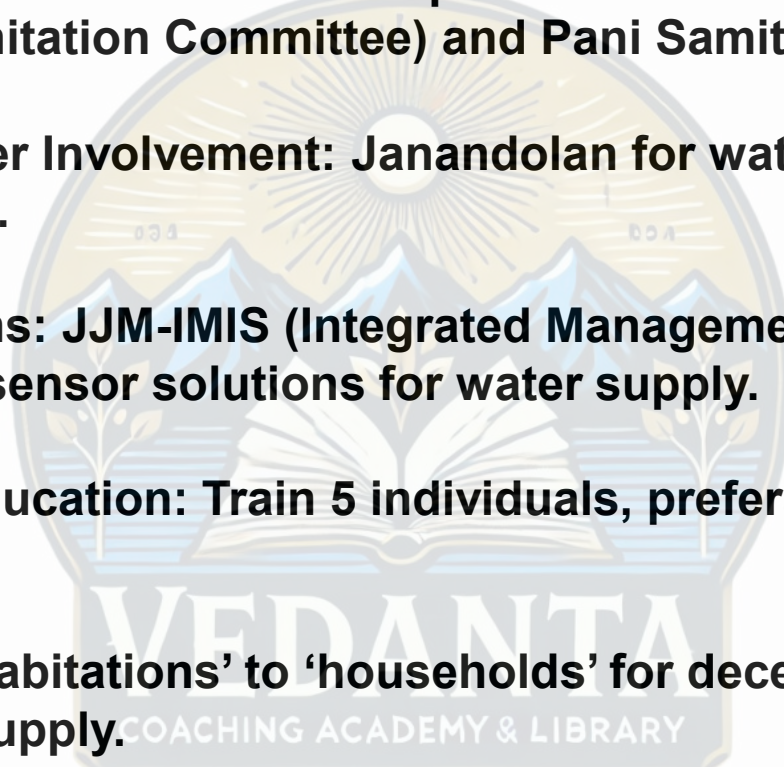 nitation Committee) and Pani Samit
er Involvement: Janandolan for wat
.
ns: JJM-IMIS (Integrated Manageme
sensor solutions for water supply.
ucation: Train 5 individuals, prefer
abitations’ to ‘households’ for dece
upply.
VEDANTA
COACHING ACADEMY & LIBRARY